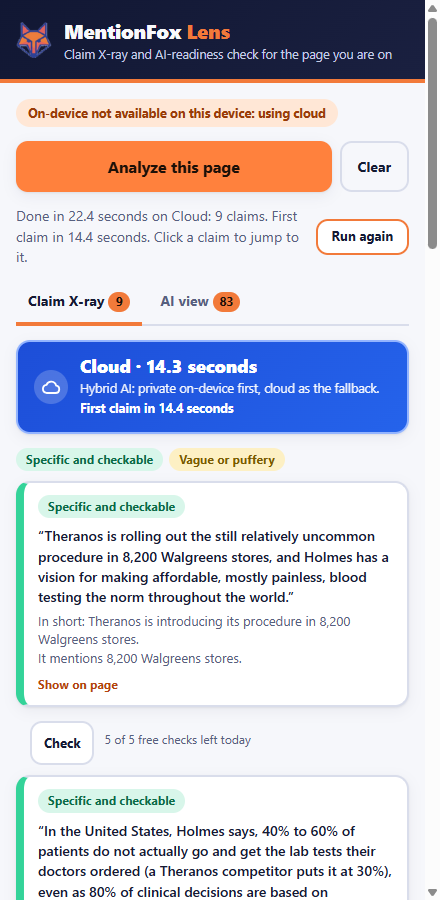 MentionFox Lens
Claim X-ray and AI-readiness check for the page you are on
On-device not available on this device: using cloud
Analyze this page
Clear
Done in 22.4 seconds on Cloud: 9 claims. First
claim in 14.4 seconds. Click a claim to jump to
it.
Run again
Claim X-ray 9
AI view 83
Cloud · 14.3 seconds
Hybrid AI: private on-device first, cloud as the fallback.
First claim in 14.4 seconds
Specific and checkable
Vague or puffery
Specific and checkable
“Theranos is rolling out the still relatively uncommon
procedure in 8,200 Walgreens stores, and Holmes has a
vision for making affordable, mostly painless, blood
testing the norm throughout the world.”
In short: Theranos is introducing its procedure in 8,200
Walgreens stores.
It mentions 8,200 Walgreens stores.
Show on page
Check
5 of 5 free checks left today
Specific and checkable
“In the United States, Holmes says, 40% to 60% of
patients do not actually go and get the lab tests their
doctors ordered (a Theranos competitor puts it at 30%),
even as 80% of clinical decisions are based on